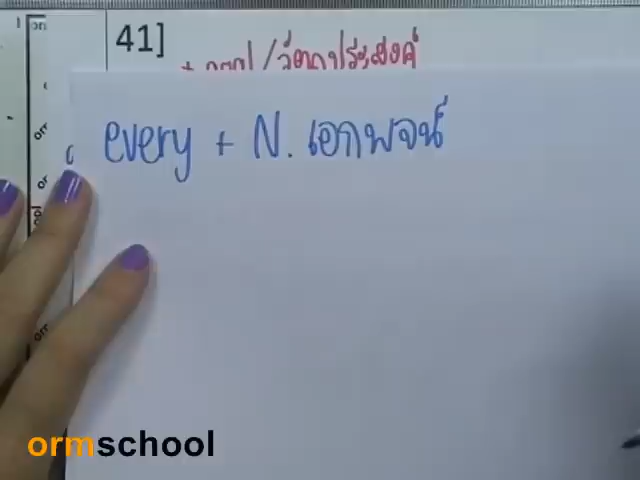 41]
/วัตถุประสงค์
every + N. เอกพจน์
ormschool